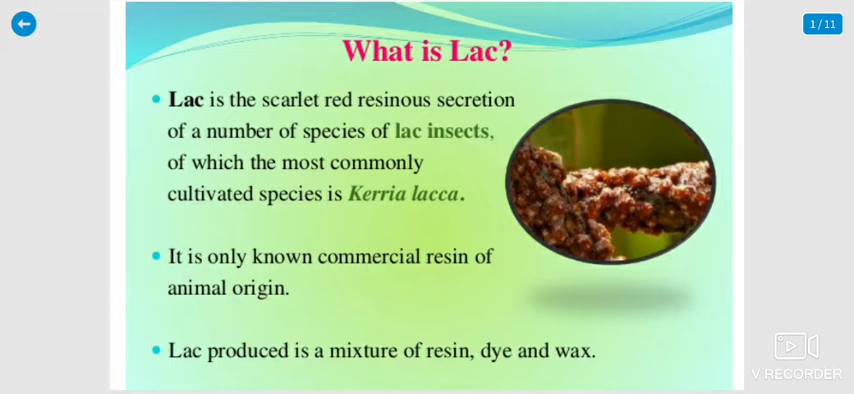 1 / 11
What is Lac?
• Lac is the scarlet red resinous secretion
of a number of species of lac insects,
of which the most commonly
cultivated species is Kerria lacca.
• It is only known commercial resin of
animal origin.
• Lac produced is a mixture of resin, dye and wax.
V RECORDER